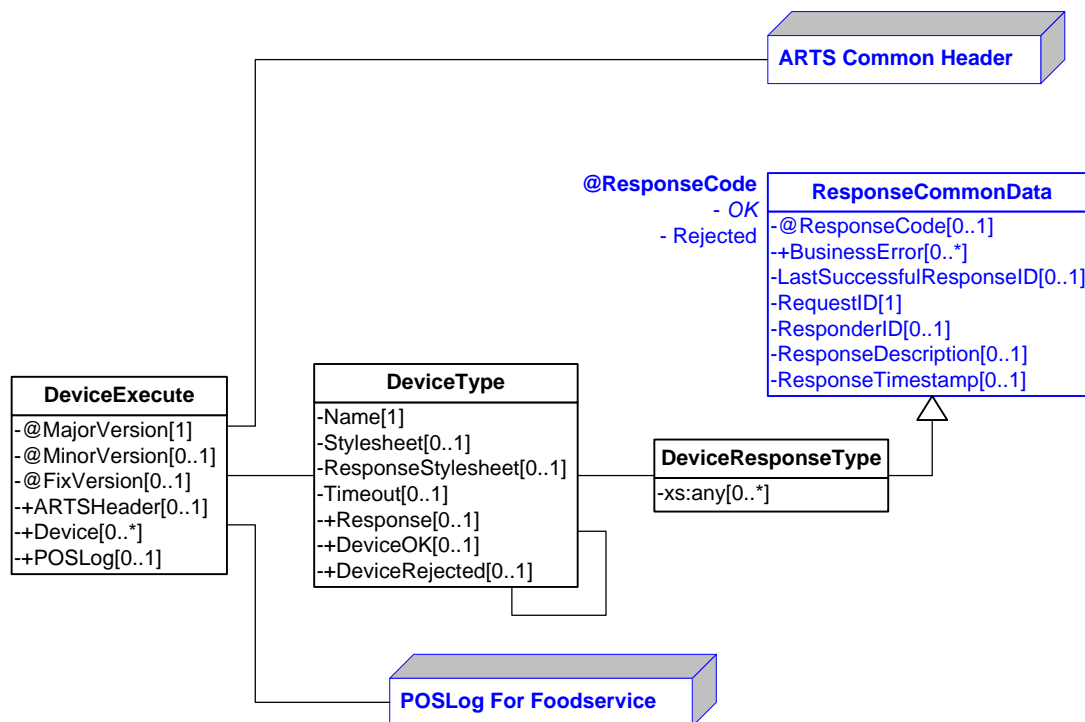 ARTS Common Header
@ResponseCode
- OK
- Rejected
ResponseCommonData
-@ResponseCode[0..1]
-+BusinessError[0..*]
-LastSuccessfulResponseID[0..1]
-RequestID[1]
-ResponderID[0..1]
-ResponseDescription[0..1]
-ResponseTimestamp[0..1]
DeviceExecute
-@MajorVersion[1]
-@MinorVersion[0..1]
-@FixVersion[0..1]
-+ARTSHeader[0..1]
-+Device[0..*]
-+POSLog[0..1]
DeviceType
-Name[1]
-Stylesheet[0..1]
-ResponseStylesheet[0..1]
-Timeout[0..1]
-+Response[0..1]
-+DeviceOK[0..1]
-+DeviceRejected[0..1]
DeviceResponseType
-xs:any[0..*]
POSLog For Foodservice